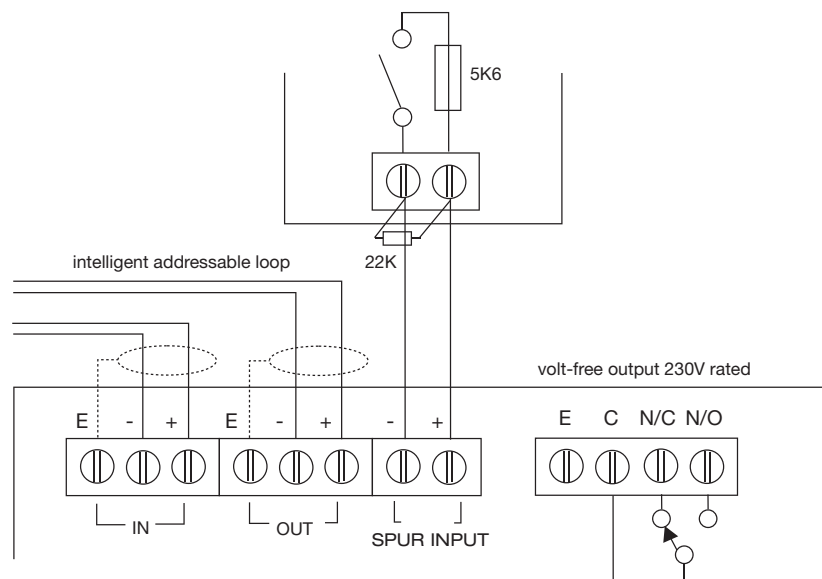 5K6
22K
intelligent addressable loop
volt-free output 230V rated
E - + E - + - + E C N/C N/O
IN OUT SPUR INPUT